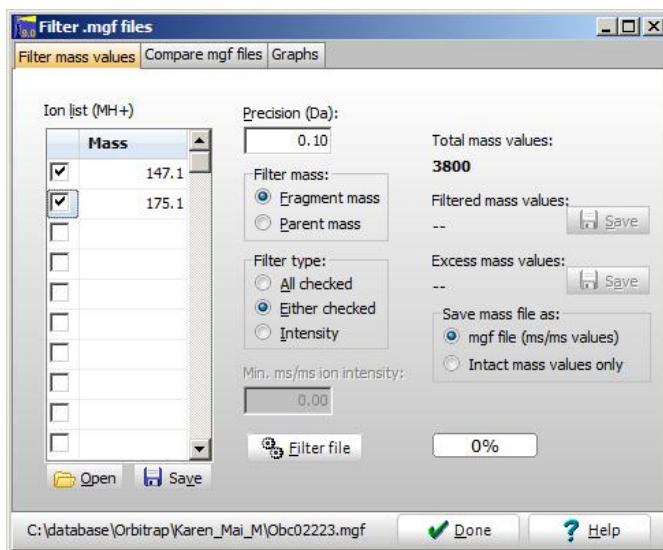 9.0 Filter .mgf files
Filter mass values Compare mgf files Graphs
Ion list (MH+)
Mass
147.1
175.1
Open Save
Precision (Da):
0.10
Filter mass:
Fragment mass
Parent mass
Filter type:
All checked
Either checked
Intensity
Min. ms/ms ion intensity:
0.00
Filter file
Total mass values:
3800
Filtered mass values:
-- Save
Excess mass values:
-- Save
Save mass file as:
mgf file (ms/ms values)
Intact mass values only
0%
C:\database\Orbitrap\Karen_Mai_M\Obc02223.mgf Done ? Help